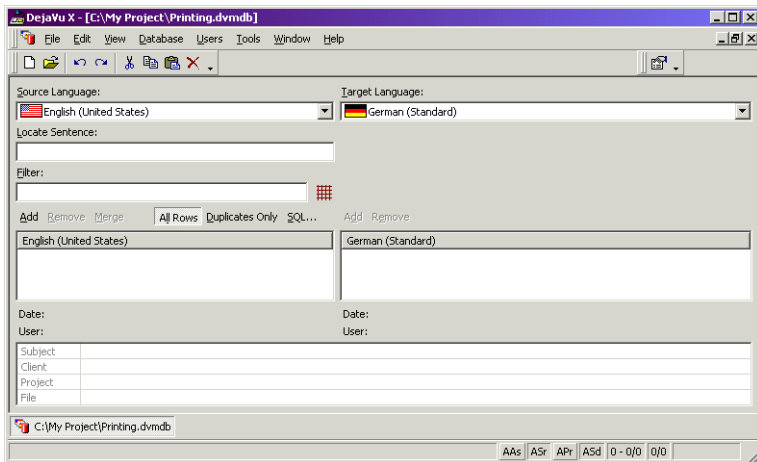 DejaVu X - [C:\My Project\Printing.dvmdb]
File Edit View Database Users Tools Window Help
Source Language: Target Language:
English (United States) German (Standard)
Locate Sentence:
Filter:
Add Remove Merge All Rows Duplicates Only SQL... Add Remove
English (United States) German (Standard)
Date: Date:
User: User:
Subject
Client
Project
File
C:\My Project\Printing.dvmdb
AAs ASr APr ASd 0 - 0/0 0/0